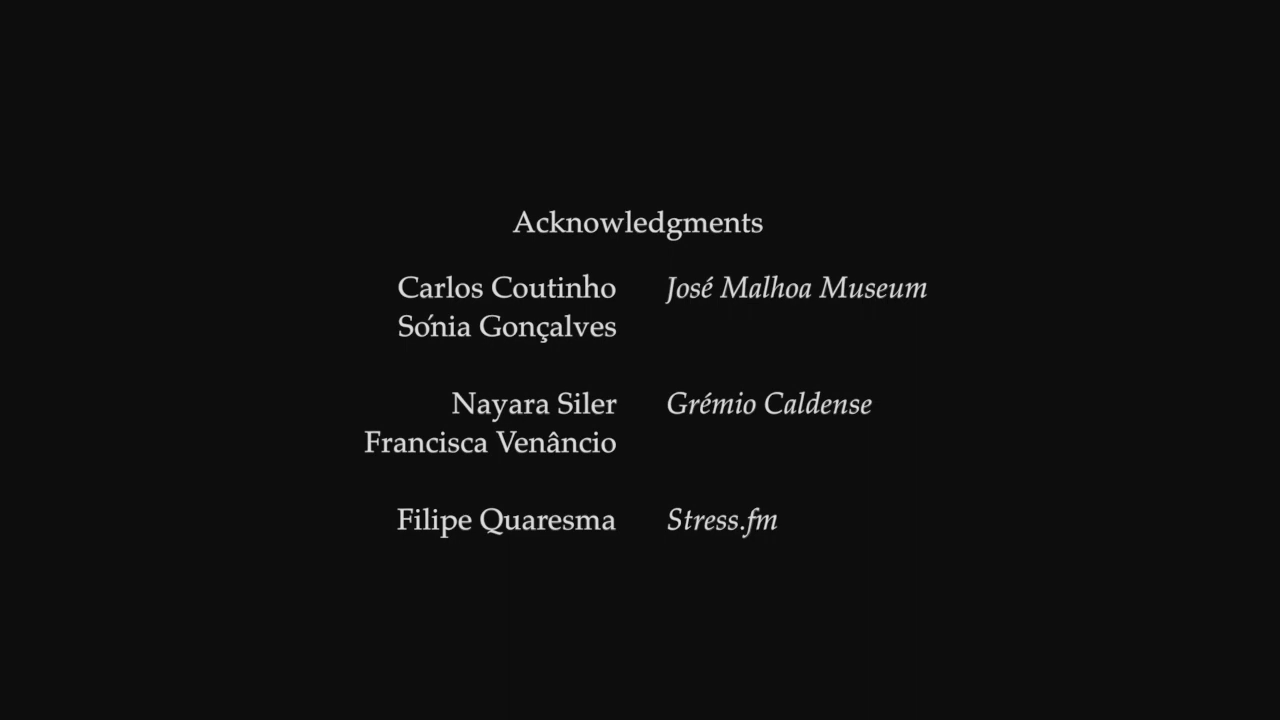 Acknowledgments
Carlos Coutinho José Malhoa Museum
Sónia Gonçalves
Nayara Siler Grémio Caldense
Francisca Venâncio
Filipe Quaresma Stress.fm